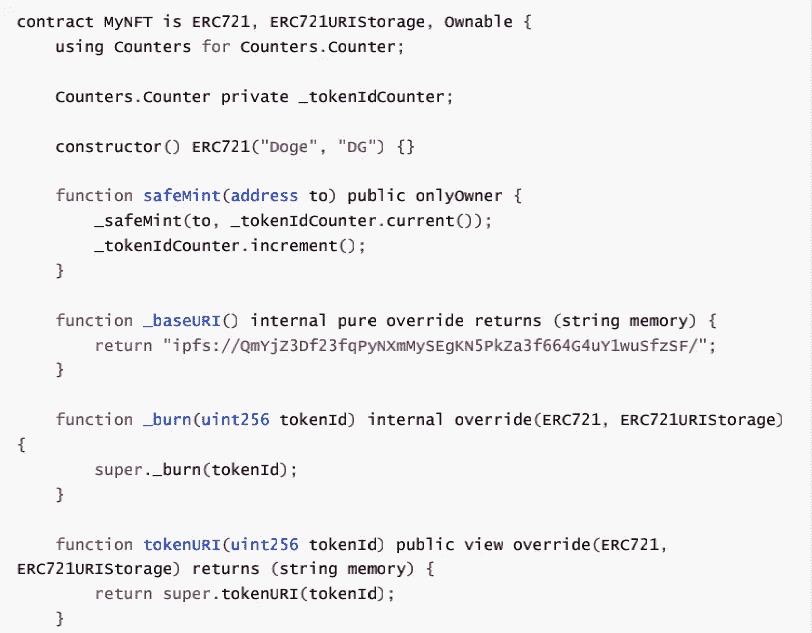 contract MyNFT is ERC721, ERC721URIStorage, Ownable {
using Counters for Counters.Counter;
Counters.Counter private _tokenIdCounter;
constructor() ERC721("Doge", "DG") {}
function safeMint(address to) public onlyOwner {
_safeMint(to, _tokenIdCounter.current());
_tokenIdCounter.increment();
}
function _baseURI() internal pure override returns (string memory) {
return "ipfs://QmYjZ3Df23fqPyNXmMySEgKN5PkZa3f664G4uY1wuSfzSF/";
}
function _burn(uint256 tokenId) internal override(ERC721, ERC721URIStorage)
{
super._burn(tokenId);
}
function tokenURI(uint256 tokenId) public view override(ERC721,
ERC721URIStorage) returns (string memory) {
return super.tokenURI(tokenId);
}